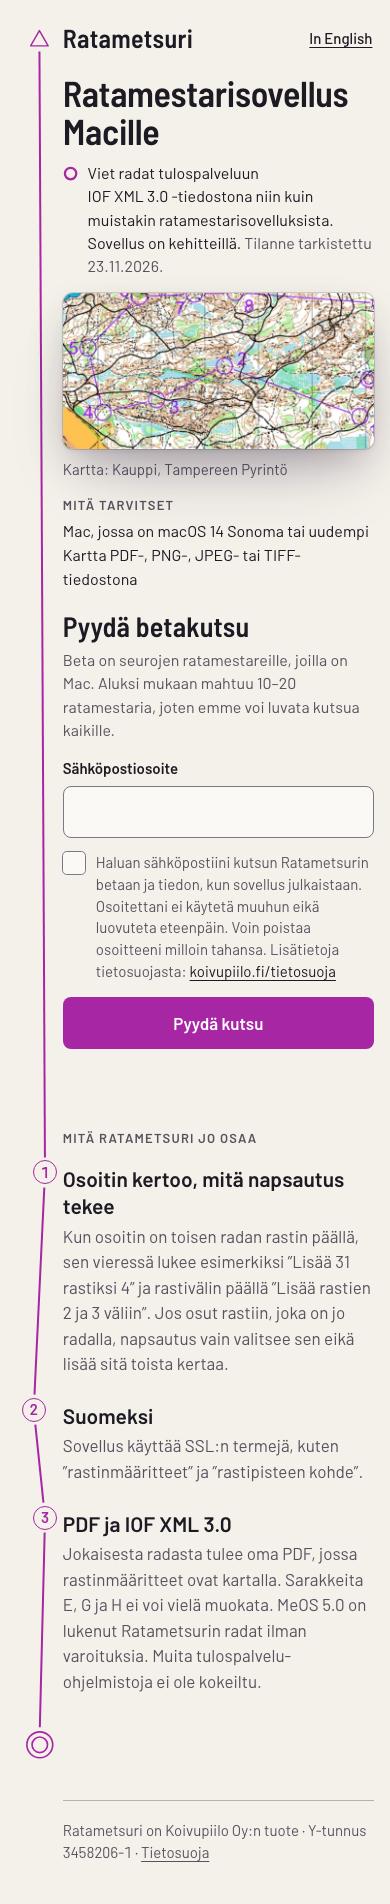 Ratametsuri
In English
Ratamestarisovellus
Macille
Viet radat tulospalveluun
IOF XML 3.0 -tiedostona niin kuin
muistakin ratamestarisovelluksista.
Sovellus on kehitteillä. Tilanne tarkistettu
23.11.2026.
7
8
5
2
4
3
Kartta: Kauppi, Tampereen Pyrintö
MITÄ TARVITSET
Mac, jossa on macOS 14 Sonoma tai uudempi
Kartta PDF-, PNG-, JPEG- tai TIFF-
tiedostona
Pyydä betakutsu
Beta on seurojen ratamestareille, joilla on
Mac. Aluksi mukaan mahtuu 10–20
ratamestaria, joten emme voi luvata kutsua
kaikille.
Sähköpostiosoite
Haluan sähköpostiini kutsun Ratametsurin
betaan ja tiedon, kun sovellus julkaistaan.
Osoitettani ei käytetä muuhun eikä
luovuteta eteenpäin. Voin poistaa
osoitteeni milloin tahansa. Lisätietoja
tietosuojasta: koivupiilo.fi/tietosuoja
Pyydä kutsu
MITÄ RATAMETSURI JO OSAA
1
Osoitin kertoo, mitä napsautus
tekee
Kun osoitin on toisen radan rastin päällä,
sen vieressä lukee esimerkiksi ”Lisää 31
rastiksi 4” ja rastivälin päällä ”Lisää rastien
2 ja 3 väliin”. Jos osut rastiin, joka on jo
radalla, napsautus vain valitsee sen eikä
lisää sitä toista kertaa.
2
Suomeksi
Sovellus käyttää SSL:n termejä, kuten
”rastinmääritteet” ja ”rastipisteen kohde”.
3
PDF ja IOF XML 3.0
Jokaisesta radasta tulee oma PDF, jossa
rastinmääritteet ovat kartalla. Sarakkeita
E, G ja H ei voi vielä muokata. MeOS 5.0 on
lukenut Ratametsurin radat ilman
varoituksia. Muita tulospalvelu-
ohjelmistoja ei ole kokeiltu.
Ratametsuri on Koivupiilo Oy:n tuote · Y-tunnus
3458206-1 · Tietosuoja